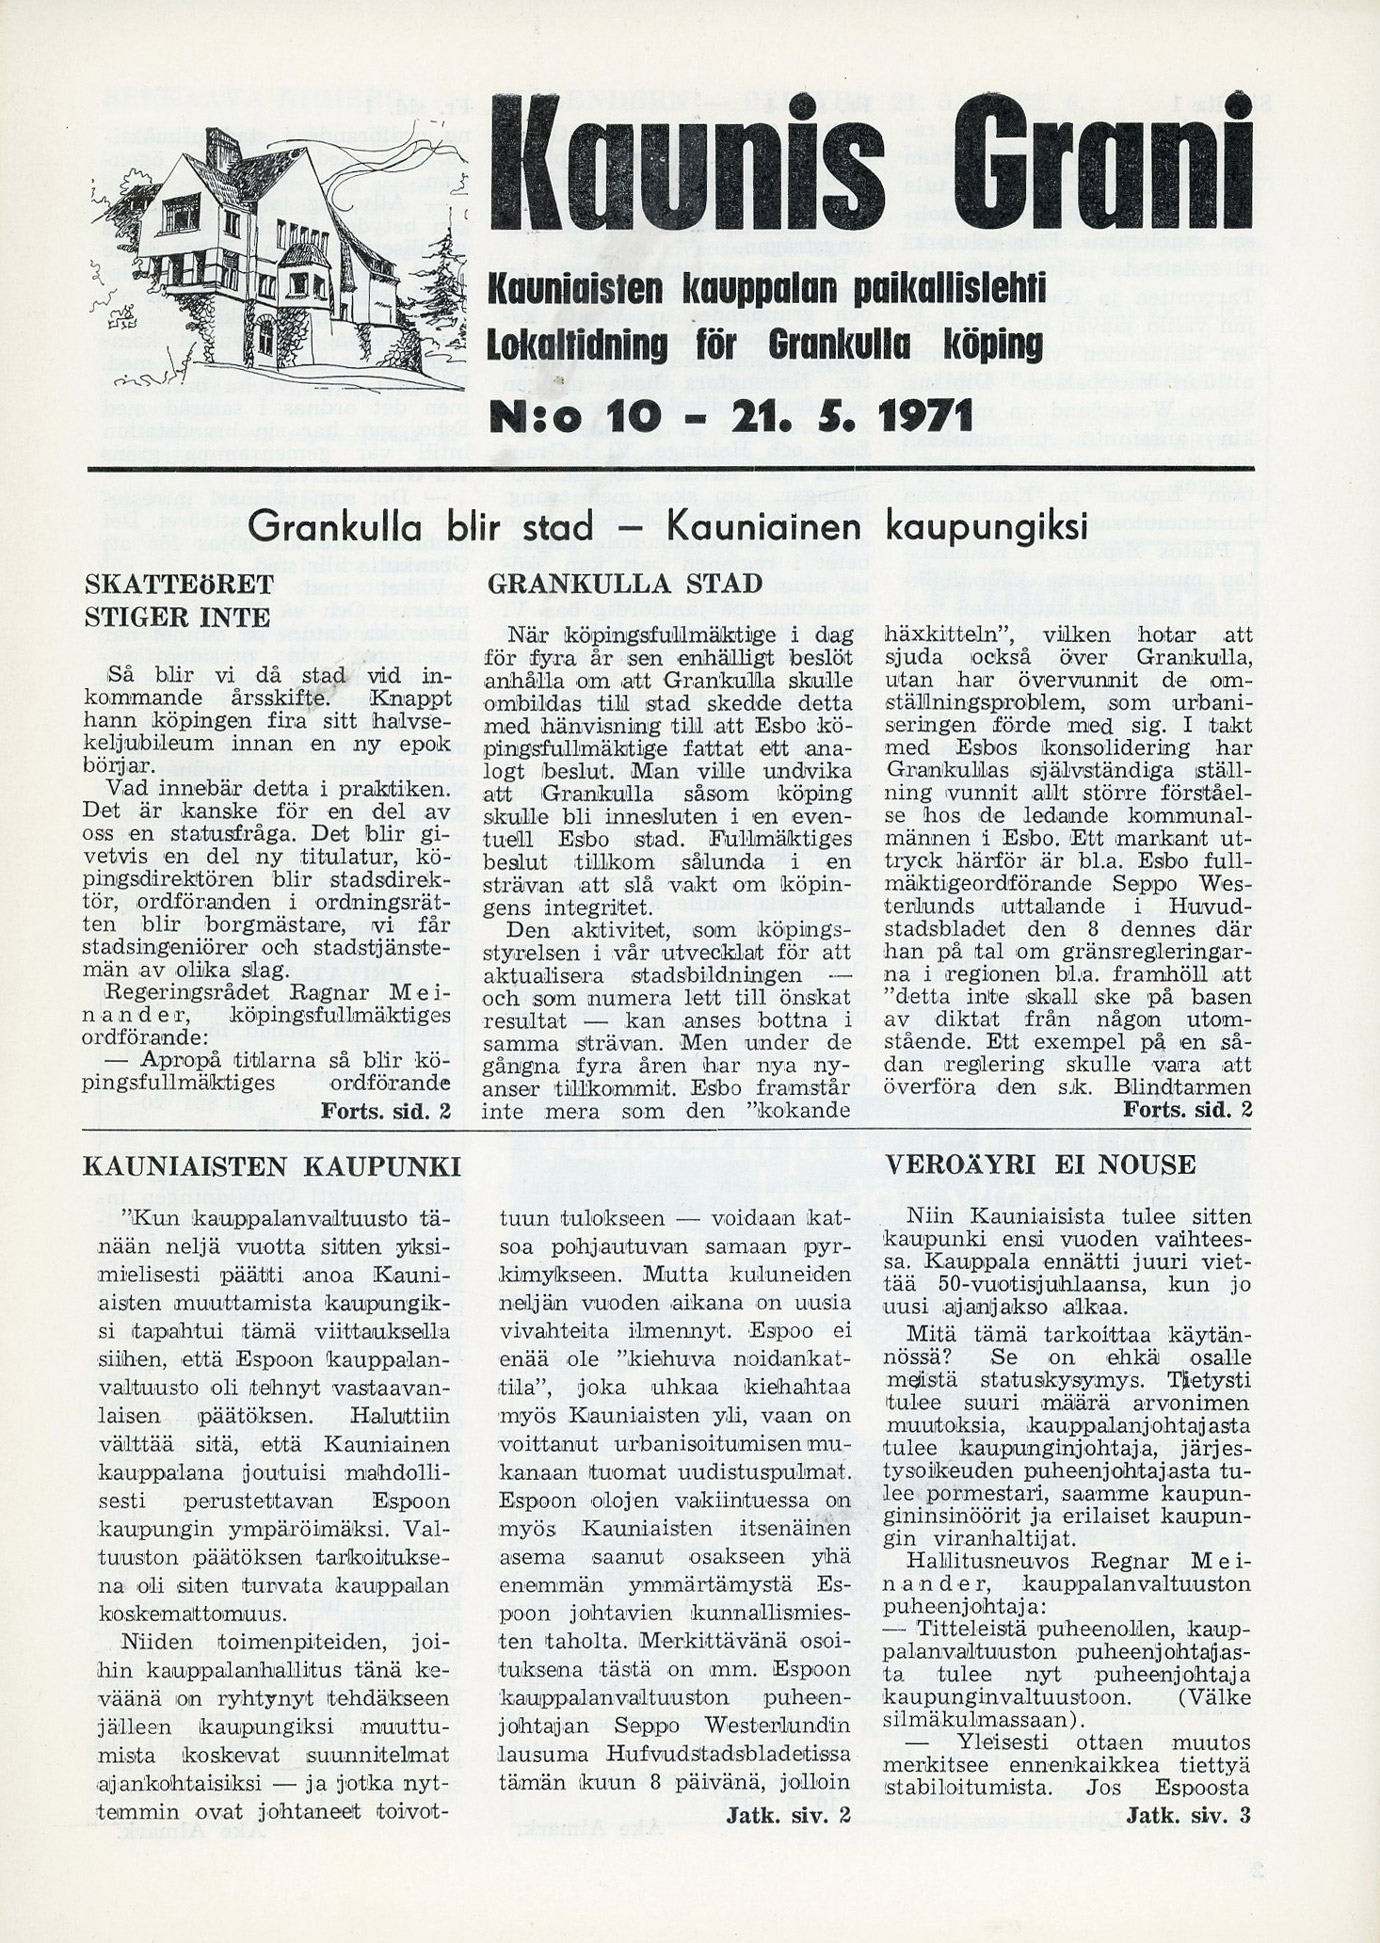 Kaunis Grani
Kauniaisten kauppalan paikallislehti
Lokaltidning för Grankulla köping
N:o 10 – 21. 5. 1971
Grankulla blir stad – Kauniainen kaupungiksi
SKATTEöRET
STIGER INTE
Så blir vi då stad vid in-
kommande årsskifte. Knappt
hann köpingen fira sitt halvse-
keljubileum innan en ny epok
börjar.
Vad innebär detta i praktiken.
Det är kanske för en del av
oss en statusfråga. Det blir gi-
vetvis en del ny titulatur, kö-
pingsdirektören blir stadsdirek-
tör, ordföranden i ordningsrät-
ten blir borgmästare, vi får
stadsingeniörer och stadstjänste-
män av olika slag.
Regeringsrådet Ragnar M e i-
n a n d e r, köpingsfullmäktiges
ordförande:
— Apropå titlarna så blir kö-
pingsfullmäktiges ordförande
Forts. sid. 2
GRANKULLA STAD
När köpingsfullmäktige i dag
för fyra år sen enhälligt beslöt
anhålla om att Grankulla skulle
ombildas till stad skedde detta
med hänvisning till att Esbo kö-
pingsfullmäktige fattat ett ana-
logt beslut. Man ville undvika
att Grankulla såsom köping
skulle bli innesluten i en even-
tuell Esbo stad. Fullmäktiges
beslut tillkom sålunda i en
strävan att slå vakt om köpin-
gens integritet.
Den aktivitet, som köpings-
styrelsen i vår utvecklat för att
aktualisera stadsbildningen —
och som numera lett till önskat
resultat — kan anses bottna i
samma strävan. Men under de
gångna fyra åren har nya ny-
anser tillkommit. Esbo framstår
inte mera som den ”kokande
häxkitteln”, vilken hotar att
sjuda också över Grankulla,
utan har övervunnit de om-
ställningsproblem, som urbani-
seringen förde med sig. I takt
med Esbos konsolidering har
Grankullas självständiga ställ-
ning vunnit allt större förståel-
se hos de ledande kommunal-
männen i Esbo. Ett markant ut-
tryck härför är bl.a. Esbo full-
mäktigeordförande Seppo Wes-
terlunds uttalande i Huvud-
stadsbladet den 8 dennes där
han på tal om gränsregleringar-
na i regionen bl.a. framhöll att
”detta inte skall ske på basen
av diktat från någon utom-
stående. Ett exempel på en så-
dan reglering skulle vara att
överföra den s.k. Blindtarmen
Forts. sid. 2
KAUNIAISTEN KAUPUNKI
”Kun kauppalanvaltuusto tä-
nään neljä vuotta sitten yksi-
mielisesti päätti anoa Kauni-
aisten muuttamista kaupungik-
si tapahtui tämä viittauksella
siihen, että Espoon kauppalan-
valtuusto oli tehnyt vastaavan-
laisen päätöksen. Haluttiin
välttää sitä, että Kauniainen
kauppalana joutuisi mahdolli-
sesti perustettavan Espoon
kaupungin ympäröimäksi. Val-
tuuston päätöksen tarkoitukse-
na oli siten turvata kauppalan
koskemattomuus.
Niiden toimenpiteiden, joi-
hin kauppalanhallitus tänä ke-
väänä on ryhtynyt tehdäkseen
jälleen kaupungiksi muuttu-
mista koskevat suunnitelmat
ajankohtaisiksi — ja jotka nyt-
temmin ovat johtaneet toivot-
tuun tulokseen — voidaan kat-
soa pohjautuvan samaan pyr-
kimykseen. Mutta kuluneiden
neljän vuoden aikana on uusia
vivahteita ilmennyt. Espoo ei
enää ole ”kiehuva noidankat-
tila”, joka uhkaa kiehahtaa
myös Kauniaisten yli, vaan on
voittanut urbanisoitumisen mu-
kanaan tuomat uudistuspulmat.
Espoon olojen vakiintuessa on
myös Kauniaisten itsenäinen
asema saanut osakseen yhä
enemmän ymmärtämystä Es-
poon johtavien kunnallismies-
ten taholta. Merkittävänä osoi-
tuksena tästä on mm. Espoon
kauppalanvaltuuston puheen-
johtajan Seppo Westerlundin
lausuma Hufvudstadsbladetissa
tämän kuun 8 päivänä, jolloin
Jatk. siv. 2
VEROÄYRI EI NOUSE
Niin Kauniaisista tulee sitten
kaupunki ensi vuoden vaihtees-
sa. Kauppala ennätti juuri viet-
tää 50-vuotisjuhlaansa, kun jo
uusi ajanjakso alkaa.
Mitä tämä tarkoittaa käytän-
nössä? Se on ehkä osalle
meistä statuskysymys. Tietysti
tulee suuri määrä arvonimen
muutoksia, kauppalanjohtajasta
tulee kaupunginjohtaja, järjes-
tysoikeuden puheenjohtajasta tu-
lee pormestari, saamme kaupun-
gininsinöörit ja erilaiset kaupun-
gin viranhaltijat.
Hallitusneuvos Regnar M e i-
n a n d e r, kauppalanvaltuuston
puheenjohtaja:
— Titteleistä puheenollen, kaup-
palanvaltuuston puheenjohtajas-
ta tulee nyt puheenjohtaja
kaupunginvaltuustoon. (Välke
silmäkulmassaan).
— Yleisesti ottaen muutos
merkitsee ennenkaikkea tiettyä
stabiloitumista. Jos Espoosta
Jatk. siv. 3